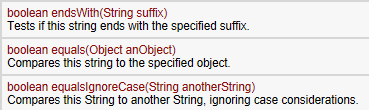 boolean endsWith(String suffix)
Tests if this string ends with the specified suffix.
boolean equals(Object anObject)
Compares this string to the specified object.
boolean equalsIgnoreCase(String anotherString)
Compares this String to another String, ignoring case considerations.